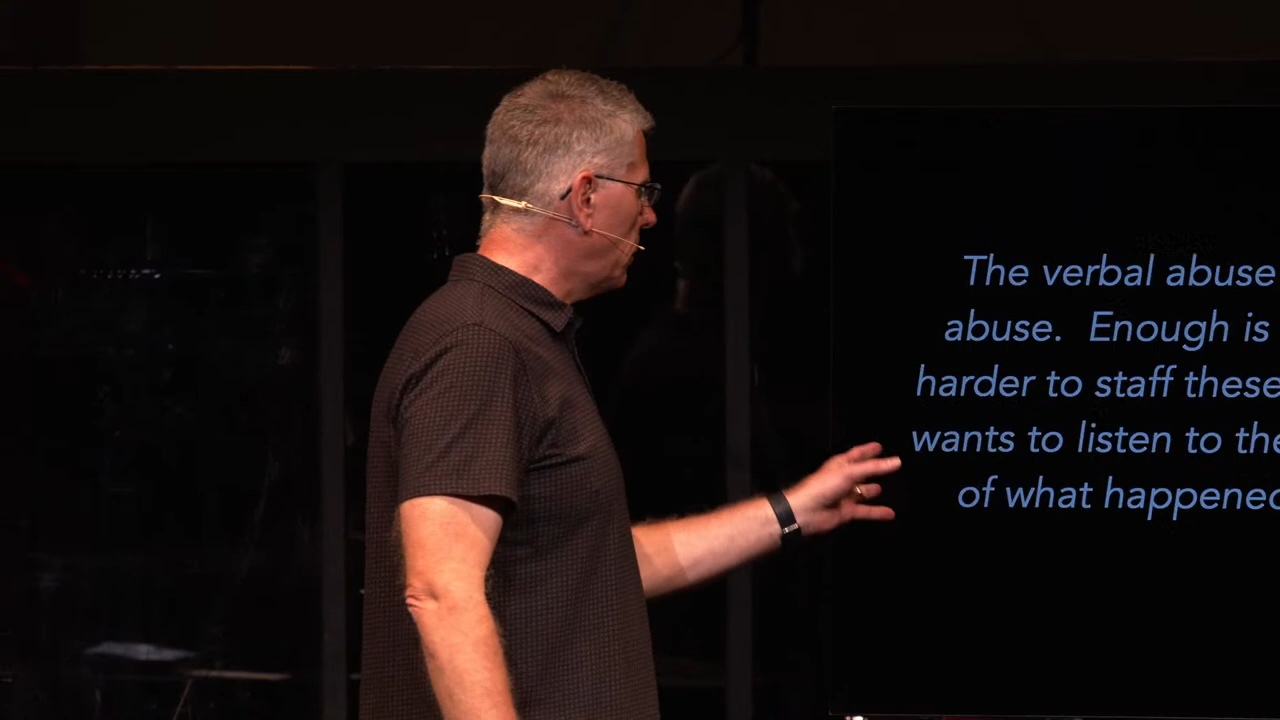 The verbal abuse
abuse. Enough is
harder to staff these
wants to listen to the
of what happened